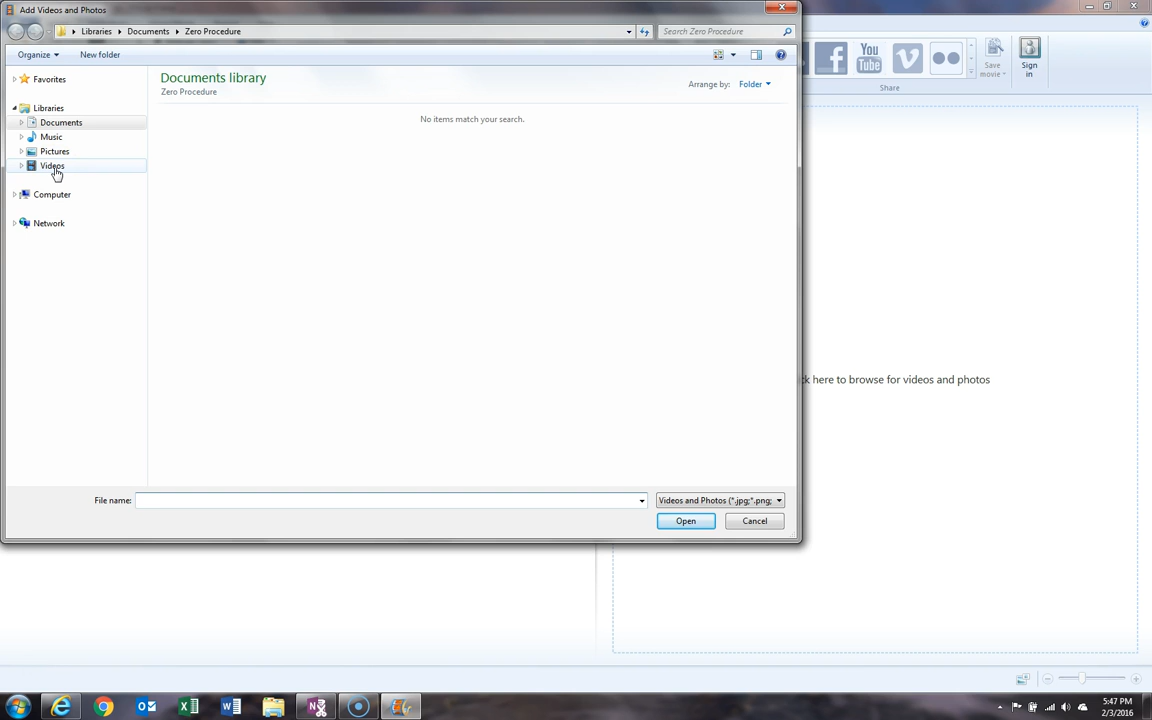 Add Videos and Photos
Libraries
Documents
Zero Procedure
Search Zero Procedure
Organize
New folder
Favorites
Libraries
Documents
Music
Pictures
Videos
Computer
Network
Documents library
Zero Procedure
Arrange by:
Folder
No items match your search.
File name:
Videos and Photos (*.jpg;*.png;
Open
Cancel
You
Tube
Save
movie
Sign
in
Share
here to browse for videos and photos
5:47 PM
2/3/2016